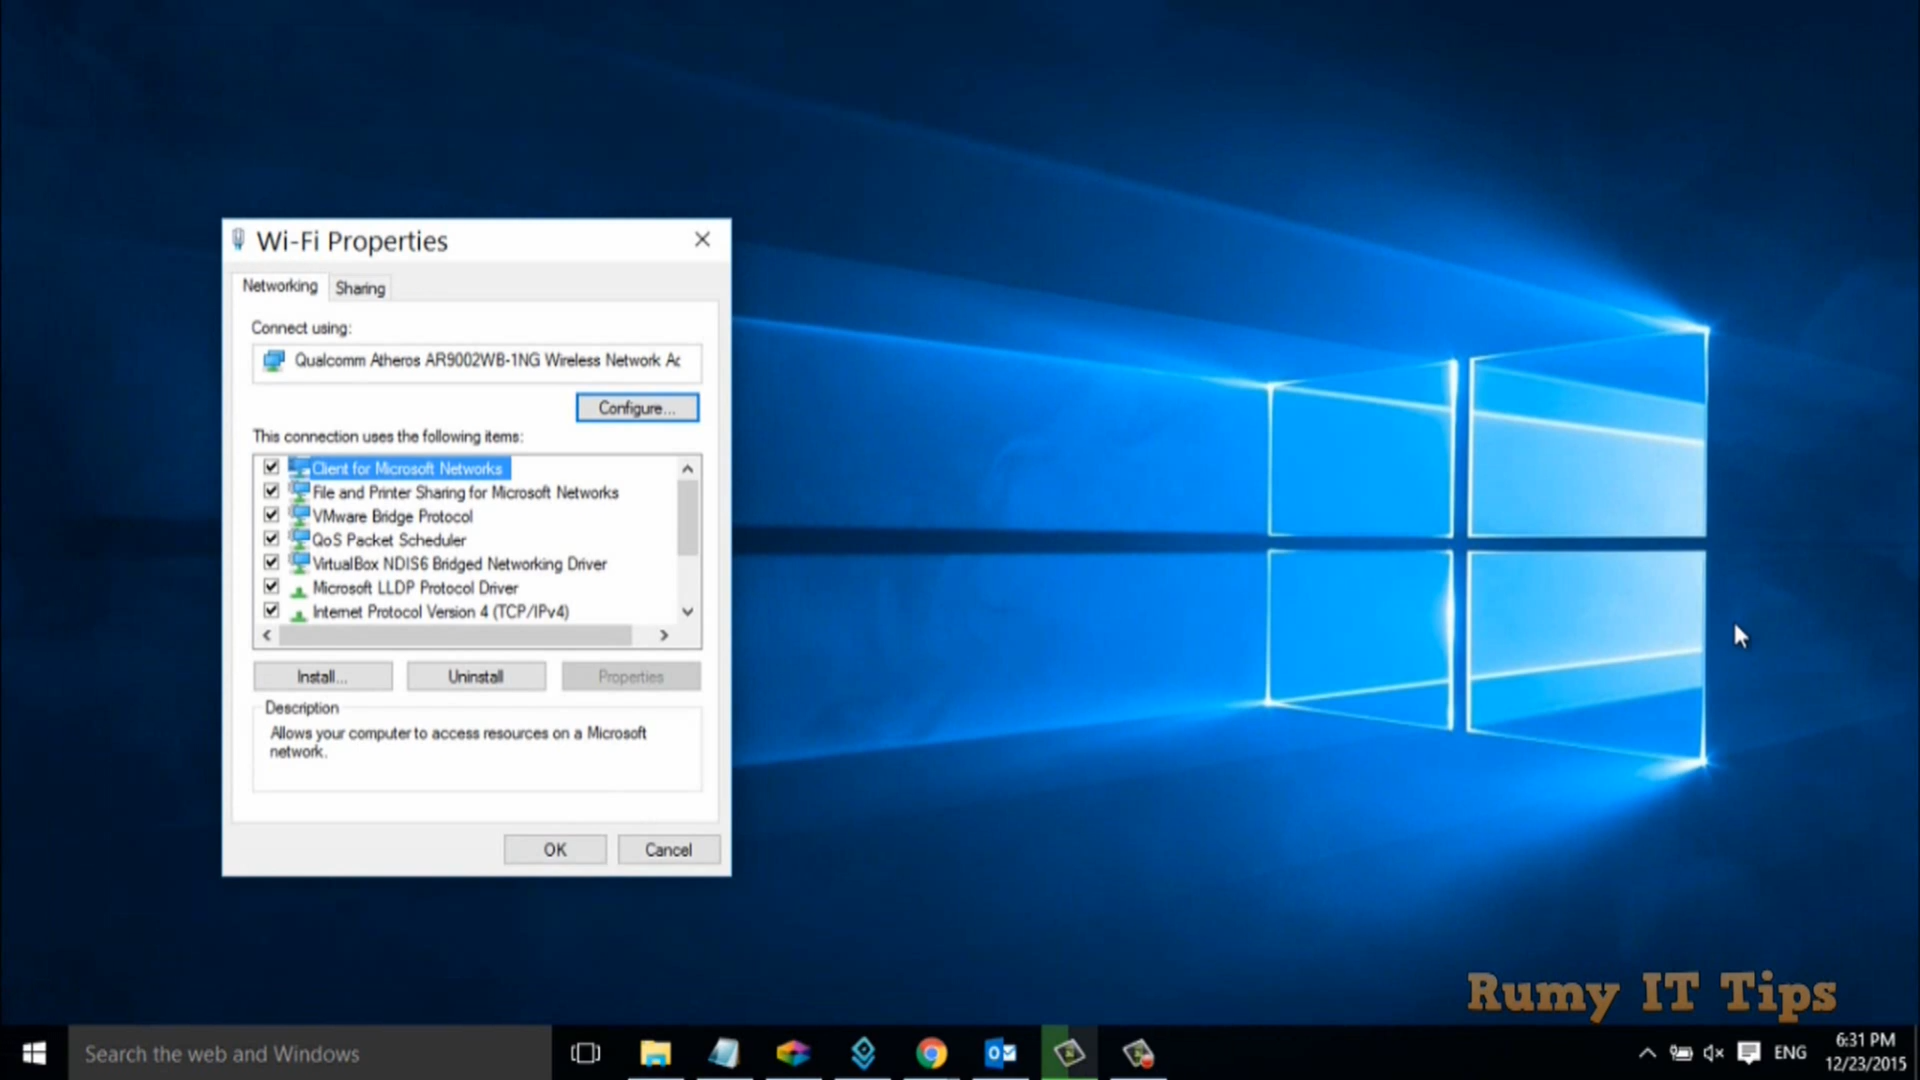 Wi-Fi Properties
Networking
Sharing
Connect using:
Qualcomm Atheros AR9002WB-1NG Wireless Network Ac
Configure...
This connection uses the following items:
Client for Microsoft Networks
File and Printer Sharing for Microsoft Networks
VMware Bridge Protocol
QoS Packet Scheduler
VirtualBox NDIS6 Bridged Networking Driver
Microsoft LLDP Protocol Driver
Internet Protocol Version 4 (TCP/IPv4)
Install...
Uninstall
Properties
Description
Allows your computer to access resources on a Microsoft
network.
OK
Cancel
Rumy IT Tips
Search the web and Windows
ENG
6:31 PM
12/23/2015